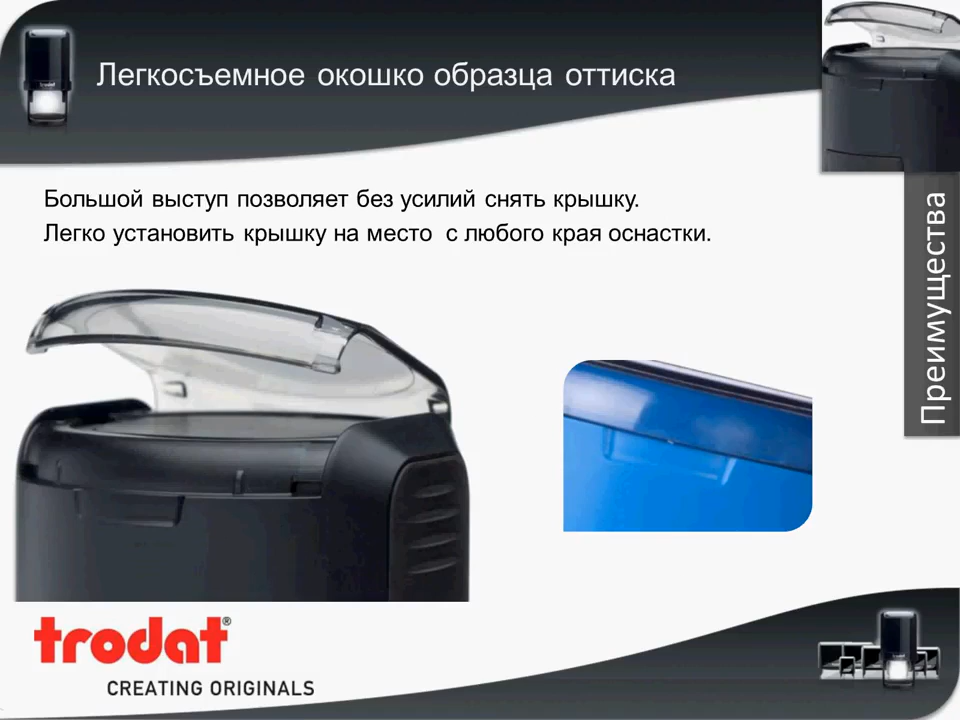 Легкосъемное окошко образца оттиска
Большой выступ позволяет без усилий снять крышку.
Легко установить крышку на место с любого края оснастки.
Преимущества
trodat®
CREATING ORIGINALS
trodat